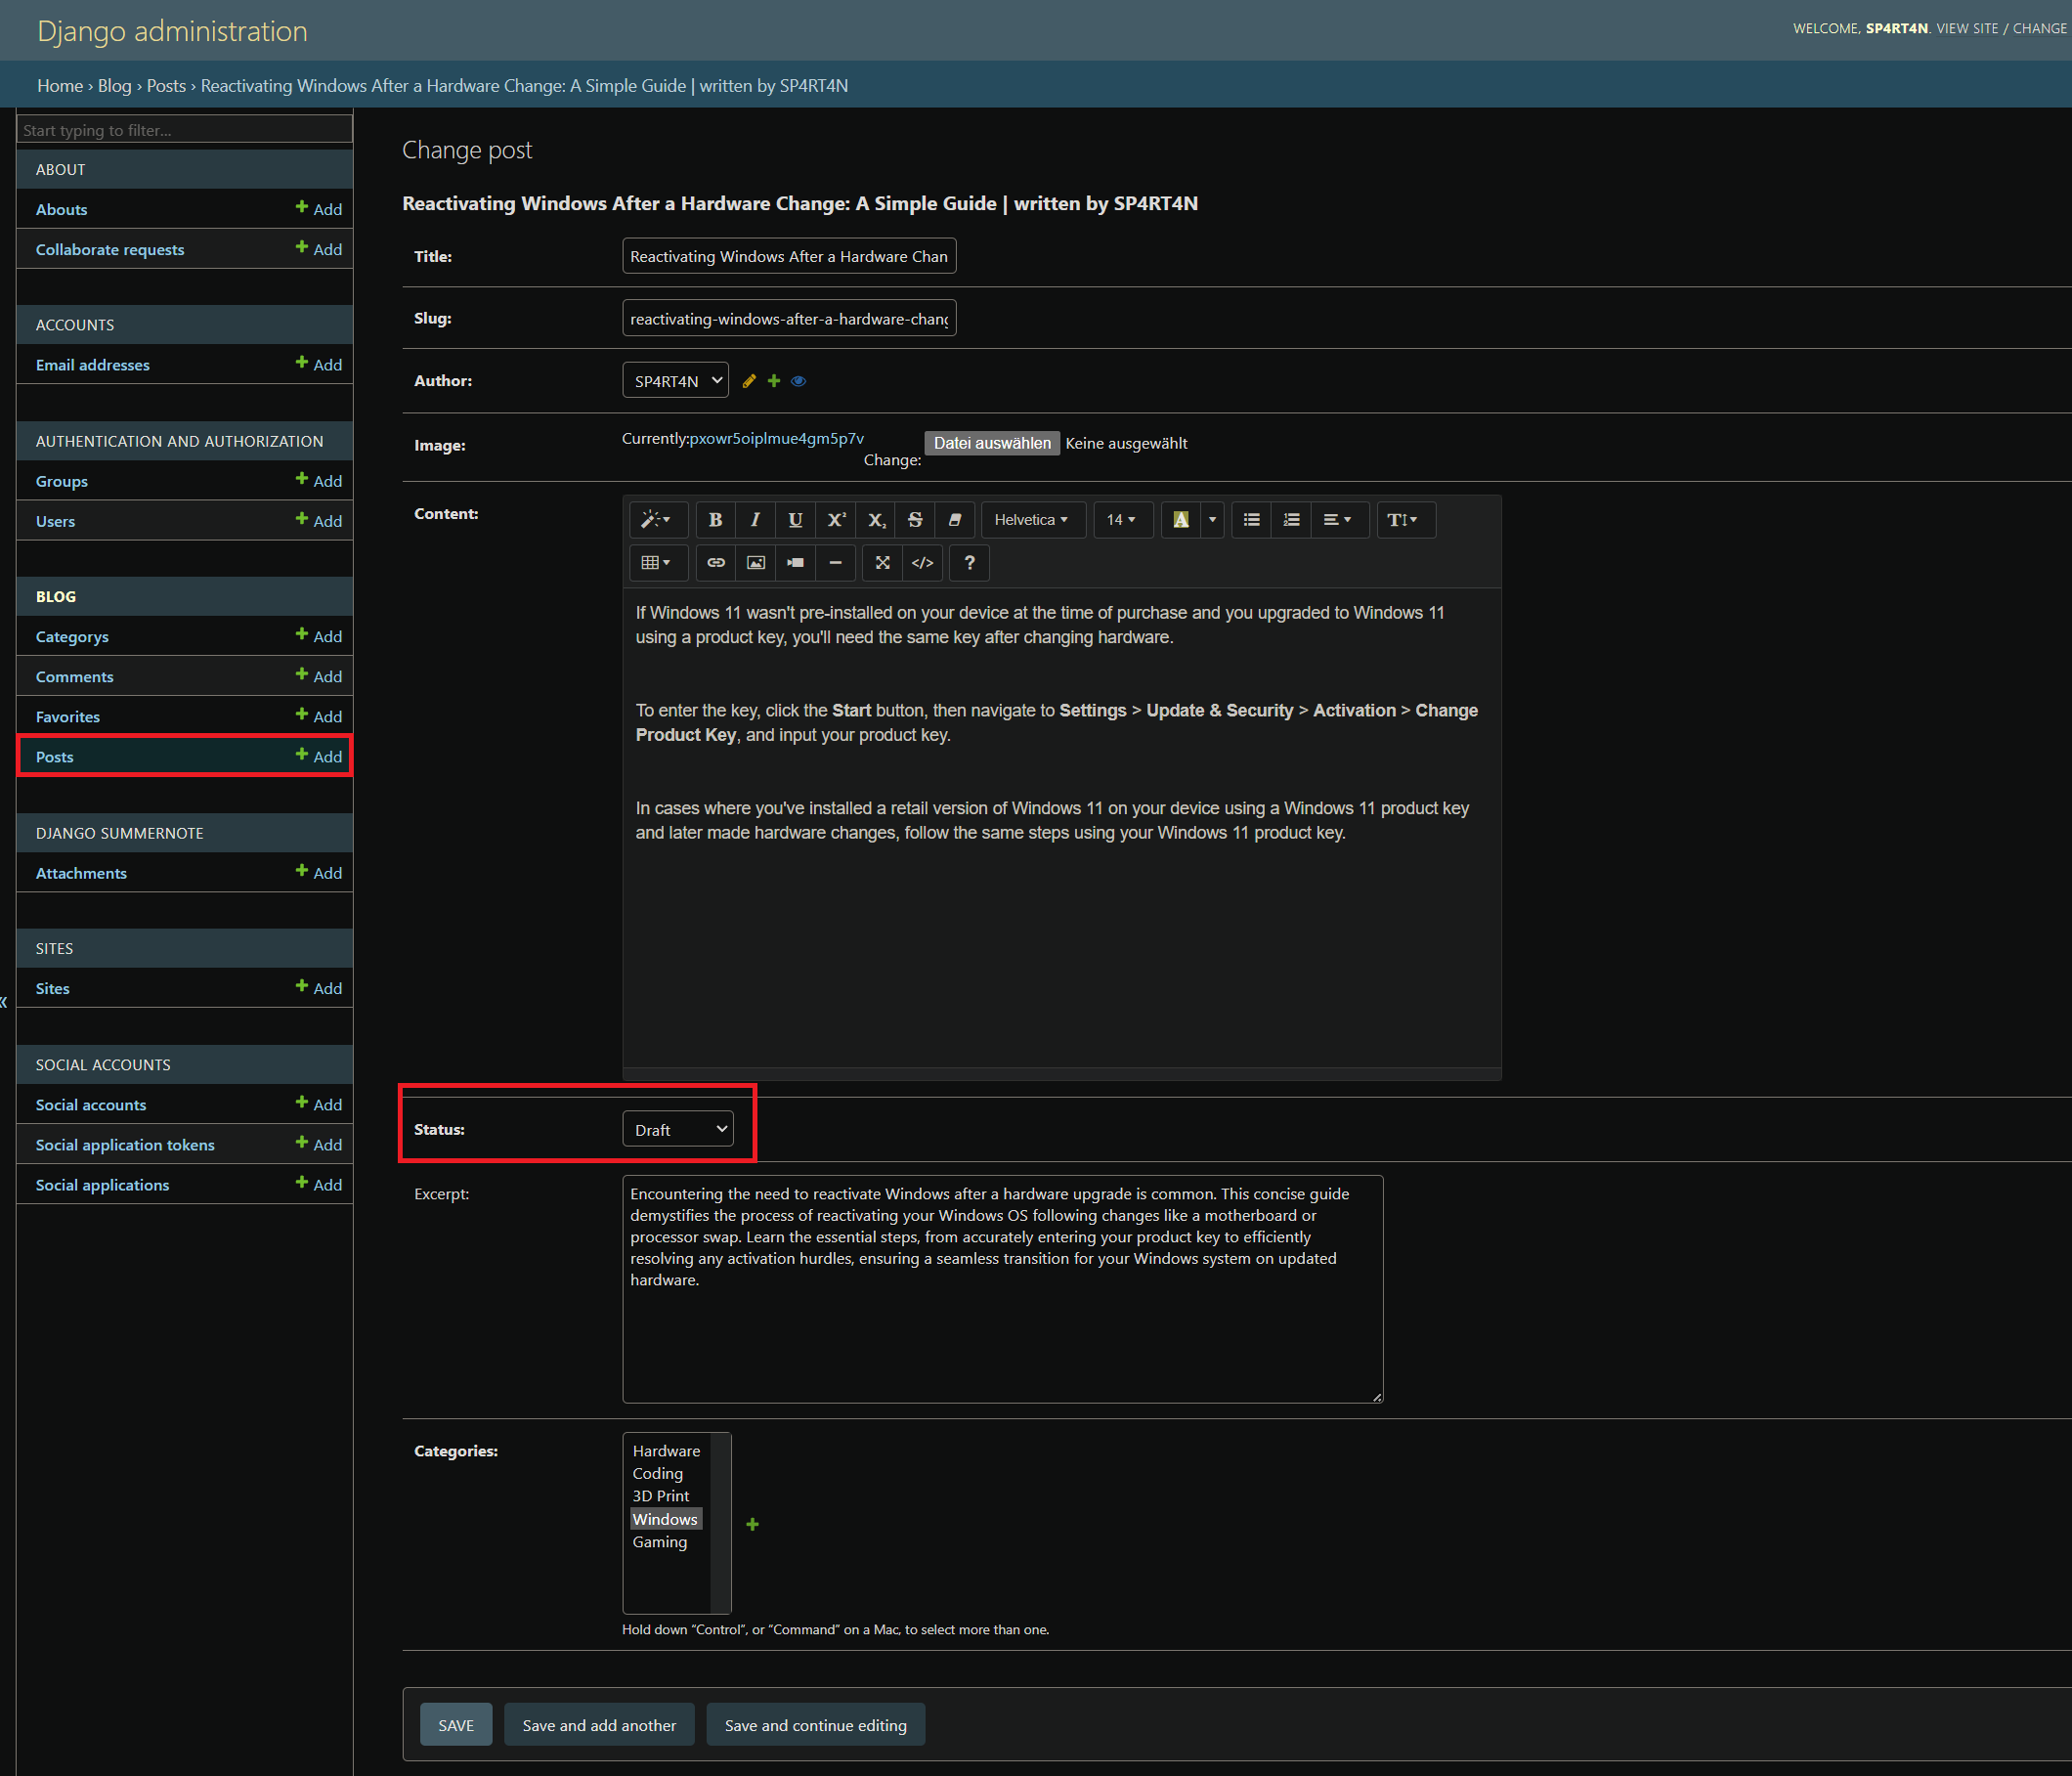 Django administration
WELCOME, SP4RT4N. VIEW SITE / CHANGE
Home › Blog › Posts › Reactivating Windows After a Hardware Change: A Simple Guide | written by SP4RT4N
Start typing to filter...
ABOUT
Abouts + Add
Collaborate requests + Add
ACCOUNTS
Email addresses + Add
AUTHENTICATION AND AUTHORIZATION
Groups + Add
Users + Add
BLOG
Categorys + Add
Comments + Add
Favorites + Add
Posts + Add
DJANGO SUMMERNOTE
Attachments + Add
SITES
Sites + Add
«
SOCIAL ACCOUNTS
Social accounts + Add
Social application tokens + Add
Social applications + Add
Change post
Reactivating Windows After a Hardware Change: A Simple Guide | written by SP4RT4N
Title: Reactivating Windows After a Hardware Chan
Slug: reactivating-windows-after-a-hardware-chang
Author: SP4RT4N
Image: Currently:pxowr5oiplmue4gm5p7v
Change: Datei auswählen Keine ausgewählt
Content:
B I U X² X₂ S Helvetica 14 A T
</> ?
If Windows 11 wasn't pre-installed on your device at the time of purchase and you upgraded to Windows 11
using a product key, you'll need the same key after changing hardware.
To enter the key, click the Start button, then navigate to Settings > Update & Security > Activation > Change
Product Key, and input your product key.
In cases where you've installed a retail version of Windows 11 on your device using a Windows 11 product key
and later made hardware changes, follow the same steps using your Windows 11 product key.
Status: Draft
Excerpt:
Encountering the need to reactivate Windows after a hardware upgrade is common. This concise guide
demystifies the process of reactivating your Windows OS following changes like a motherboard or
processor swap. Learn the essential steps, from accurately entering your product key to efficiently
resolving any activation hurdles, ensuring a seamless transition for your Windows system on updated
hardware.
Categories:
Hardware
Coding
3D Print
Windows
Gaming
Hold down “Control”, or “Command” on a Mac, to select more than one.
SAVE Save and add another Save and continue editing